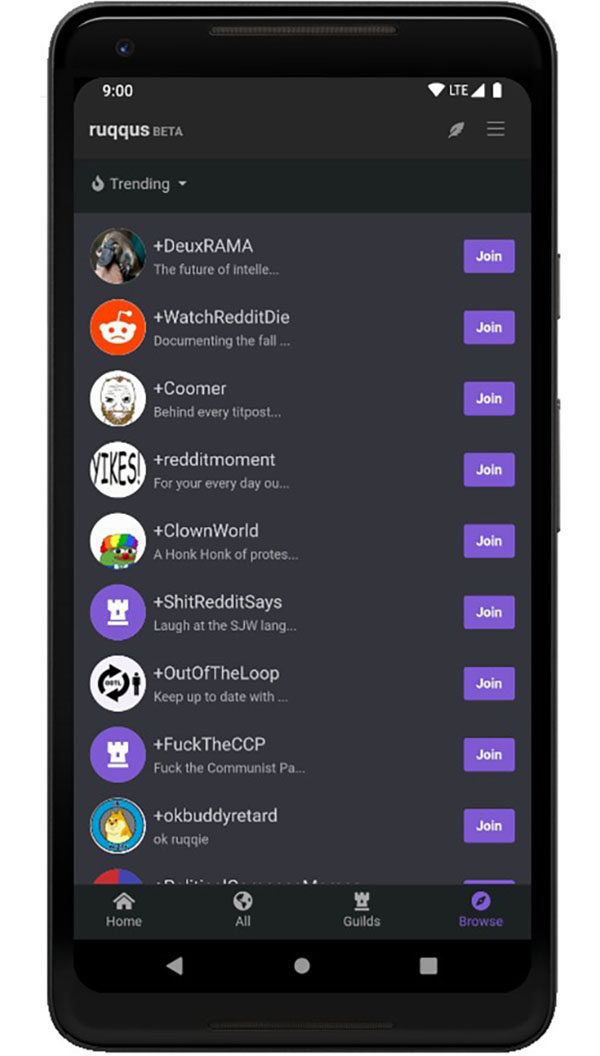 9:00 LTE
ruqqus BETA
Trending
+DeuxRAMA
The future of intelle...
Join
+WatchRedditDie
Documenting the fall ...
Join
+Coomer
Behind every titpost...
Join
YIKES!
+redditmoment
For your every day ou...
Join
+ClownWorld
A Honk Honk of protes...
Join
+ShitRedditSays
Laugh at the SJW lang...
Join
OOTL
+OutOfTheLoop
Keep up to date with ...
Join
+FuckTheCCP
Fuck the Communist Pa...
Join
+okbuddyretard
ok ruqqie
Join
Home
All
Guilds
Browse